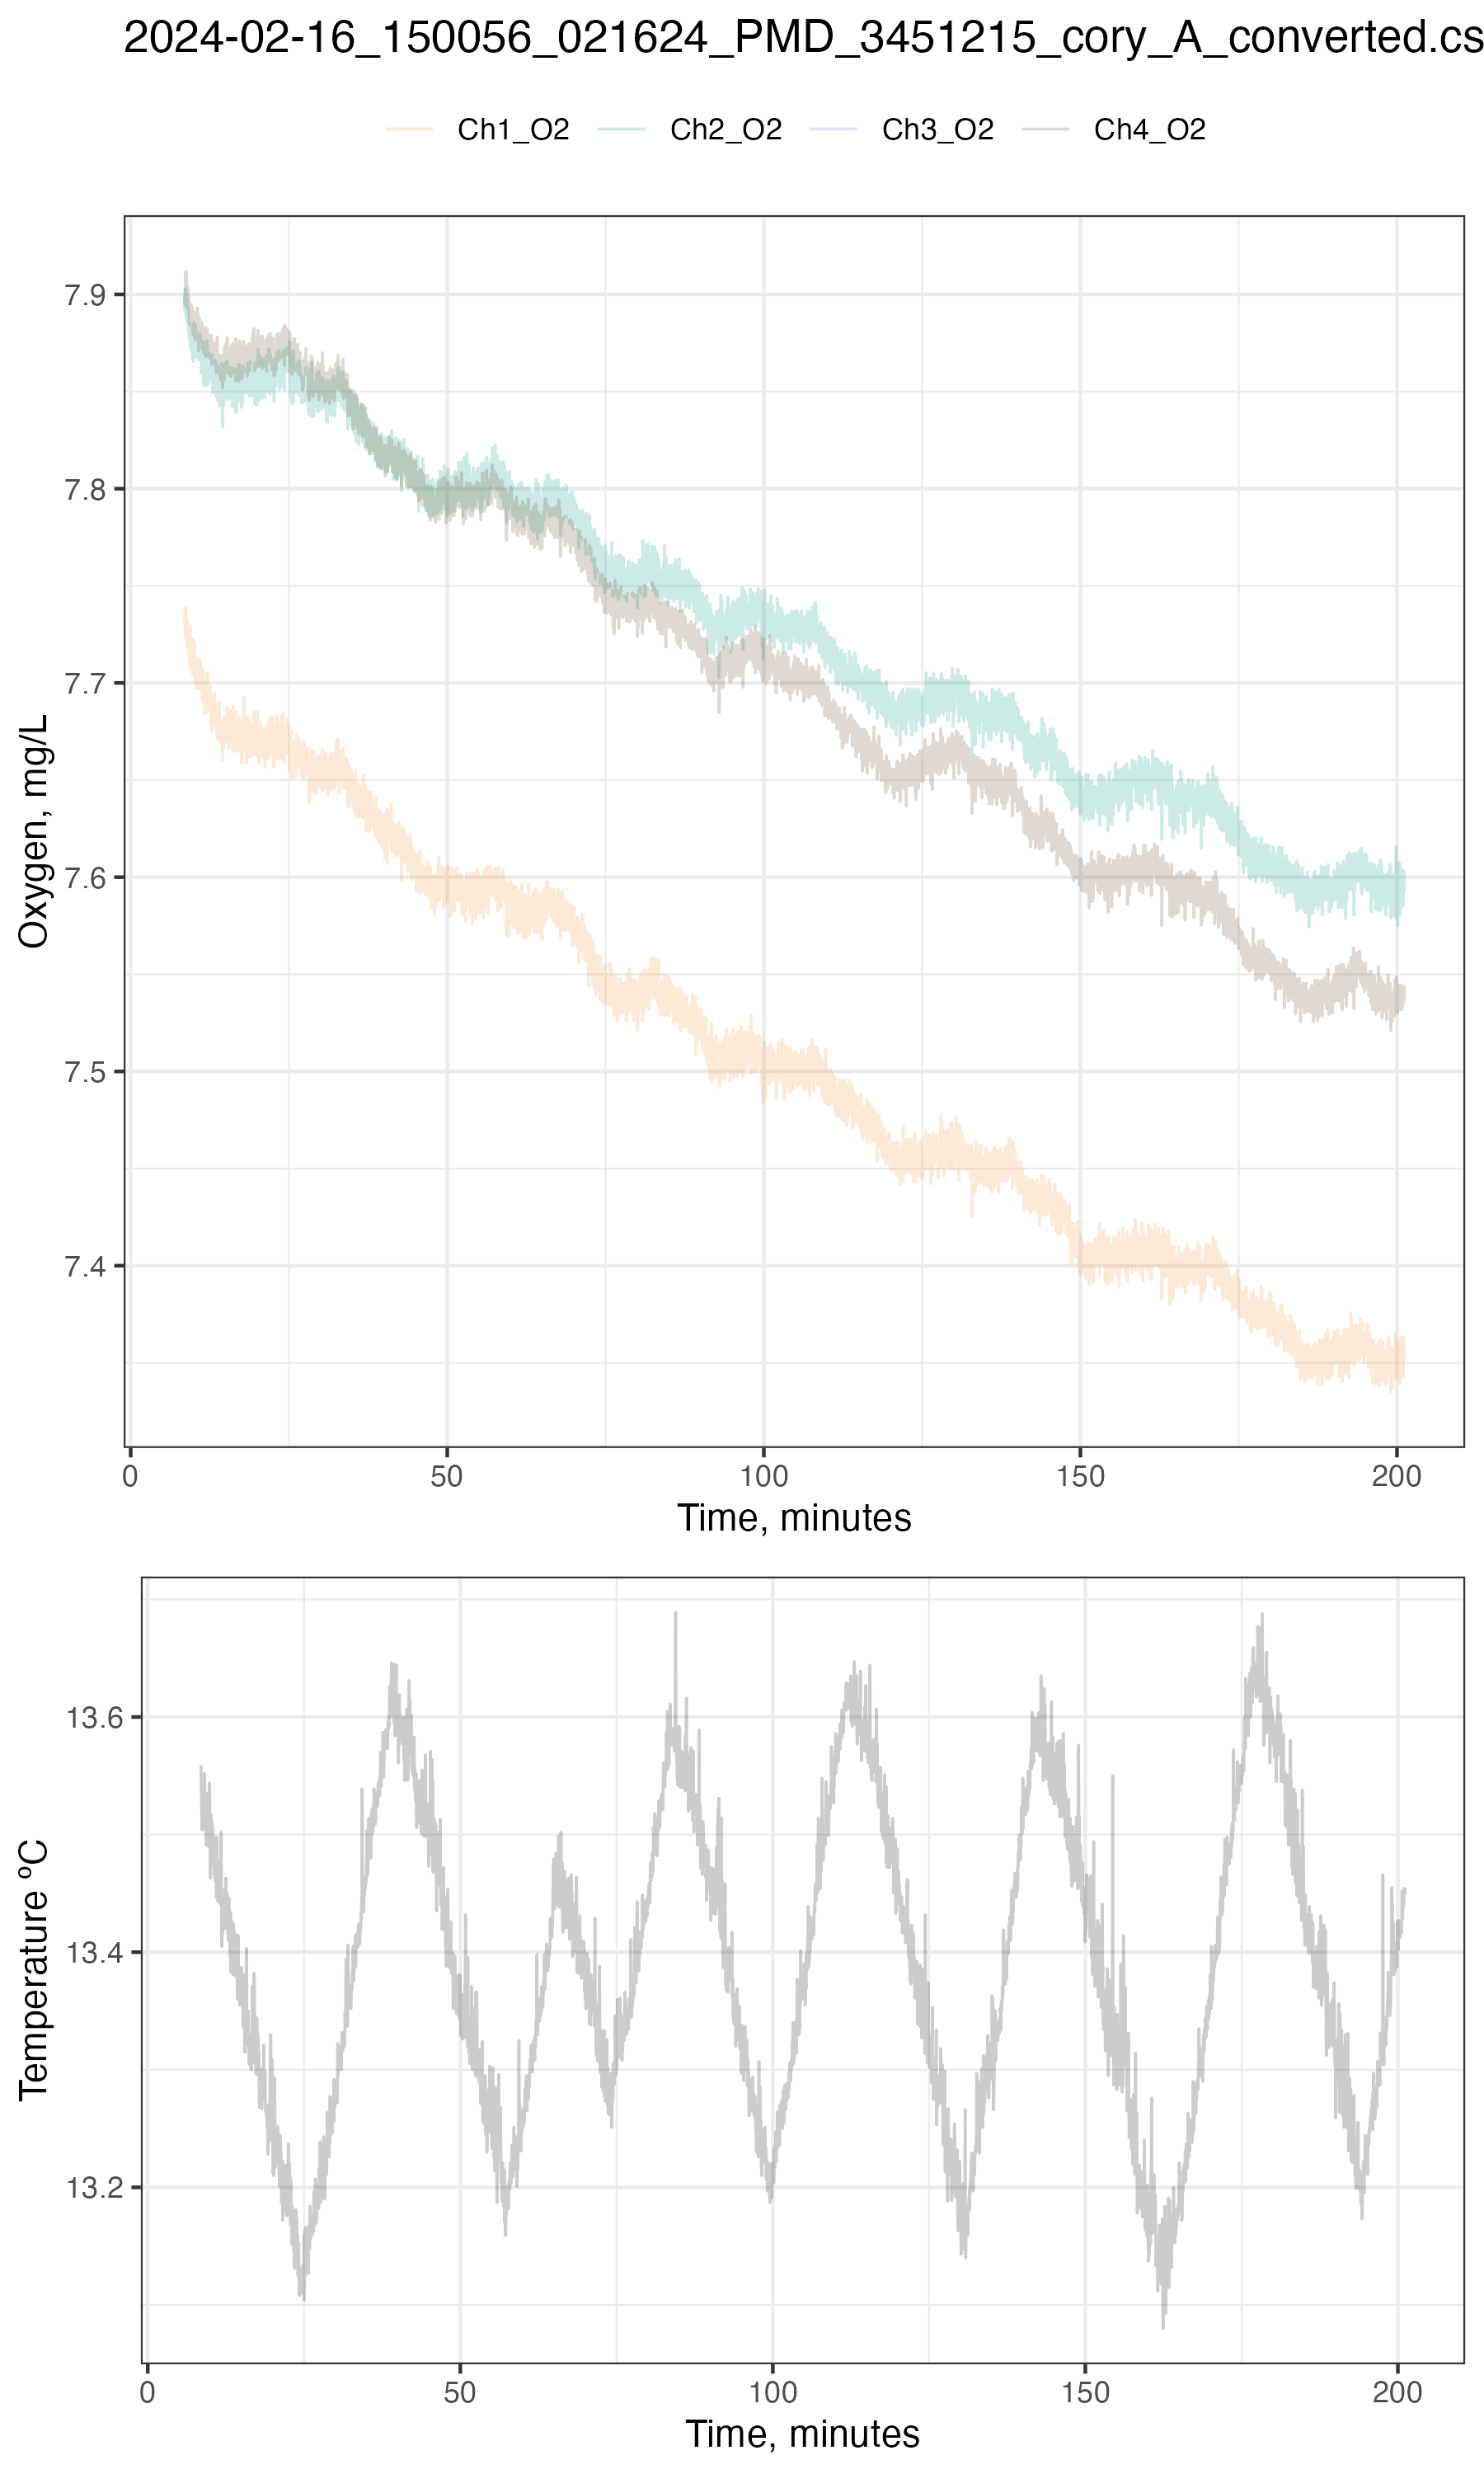 2024-02-16_150056_021624_PMD_3451215_cory_A_converted.cs
Ch1_O2 Ch2_O2 Ch3_O2 Ch4_O2
7.9
7.8
7.7
7.6
7.5
7.4
Oxygen, mg/L
0 50 100 150 200
Time, minutes
13.6
13.4
13.2
Temperature ºC
0 50 100 150 200
Time, minutes